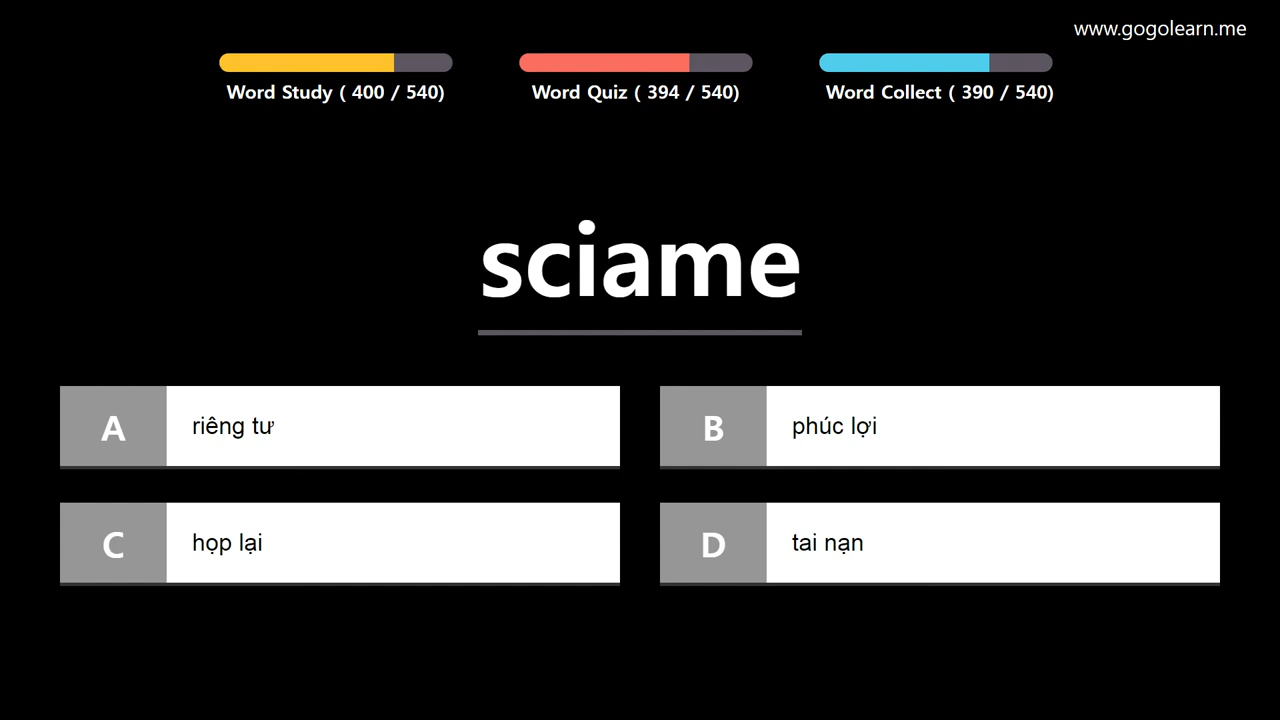 www.gogolearn.me
Word Study ( 400 / 540)
Word Quiz ( 394 / 540)
Word Collect ( 390 / 540)
sciame
A riêng tư
B phúc lợi
C họp lại
D tai nạn